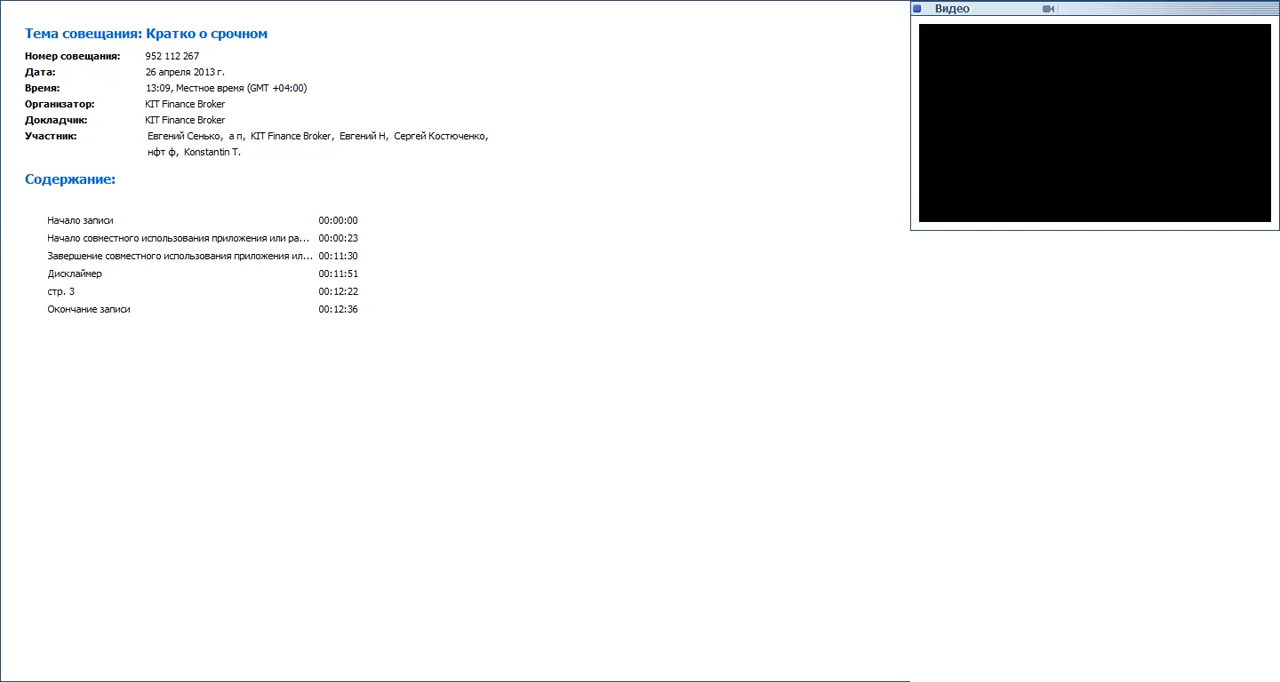 Тема совещания: Кратко о срочном
Номер совещания: 952 112 267
Дата: 26 апреля 2013 г.
Время: 13:09, Местное время (GMT +04:00)
Организатор: KIT Finance Broker
Докладчик: KIT Finance Broker
Участник: Евгений Сенько, а п, KIT Finance Broker, Евгений Н, Сергей Костюченко,
нфт ф, Konstantin T.
Содержание:
Начало записи 00:00:00
Начало совместного использования приложения или ра... 00:00:23
Завершение совместного использования приложения ил... 00:11:30
Дисклаймер 00:11:51
стр. 3 00:12:22
Окончание записи 00:12:36
Видео